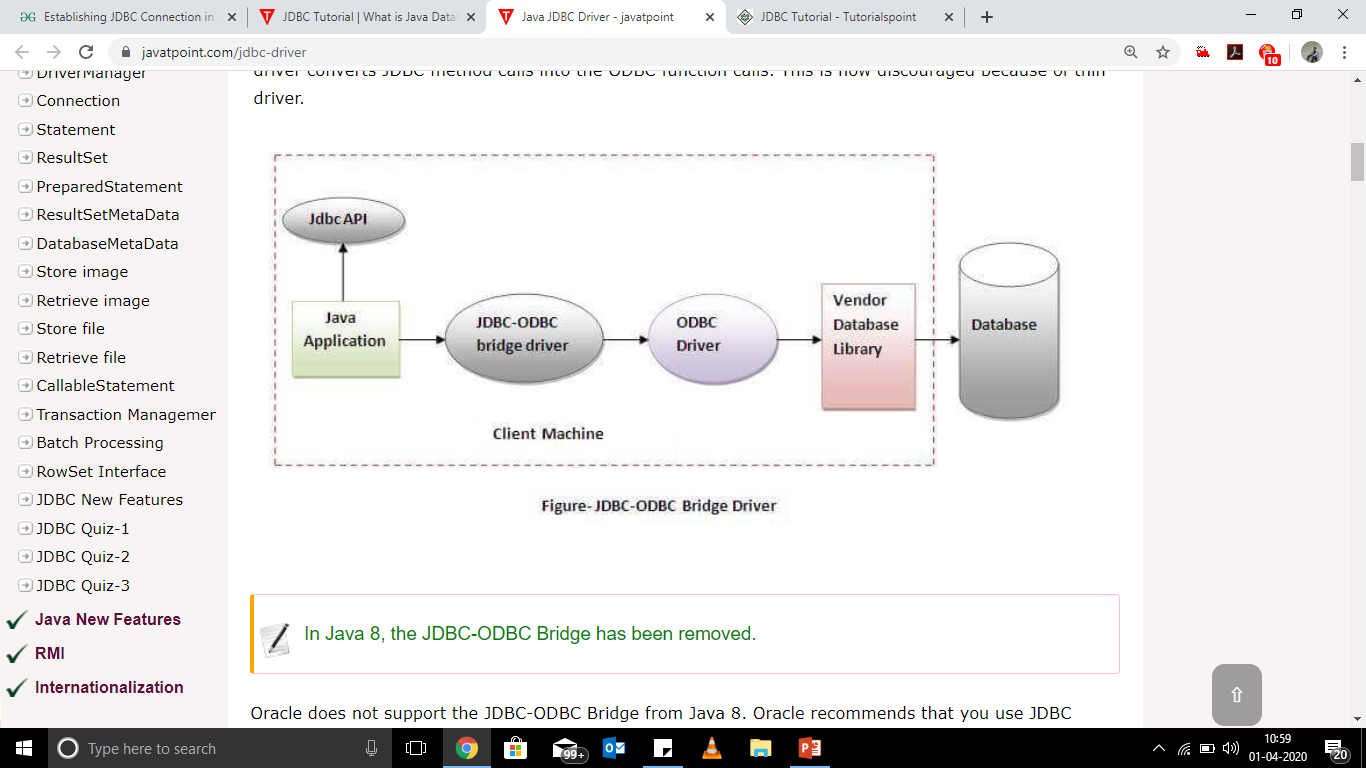 Establishing JDBC Connection in
JDBC Tutorial | What is Java Data
Java JDBC Driver - javatpoint
JDBC Tutorial - Tutorialspoint
javatpoint.com/jdbc-driver
10
DriverManager
Connection
Statement
ResultSet
PreparedStatement
ResultSetMetaData
DatabaseMetaData
Store image
Retrieve image
Store file
Retrieve file
CallableStatement
Transaction Managemer
Batch Processing
RowSet Interface
JDBC New Features
JDBC Quiz-1
JDBC Quiz-2
JDBC Quiz-3
Java New Features
RMI
Internationalization
driver converts JDBC method calls into the ODBC function calls. This is now discouraged because of thin
driver.
Jdbc API
Java
Application
JDBC-ODBC
bridge driver
ODBC
Driver
Vendor
Database
Library
Database
Client Machine
Figure- JDBC-ODBC Bridge Driver
In Java 8, the JDBC-ODBC Bridge has been removed.
Oracle does not support the JDBC-ODBC Bridge from Java 8. Oracle recommends that you use JDBC
Type here to search
99+
10:59
01-04-2020
20